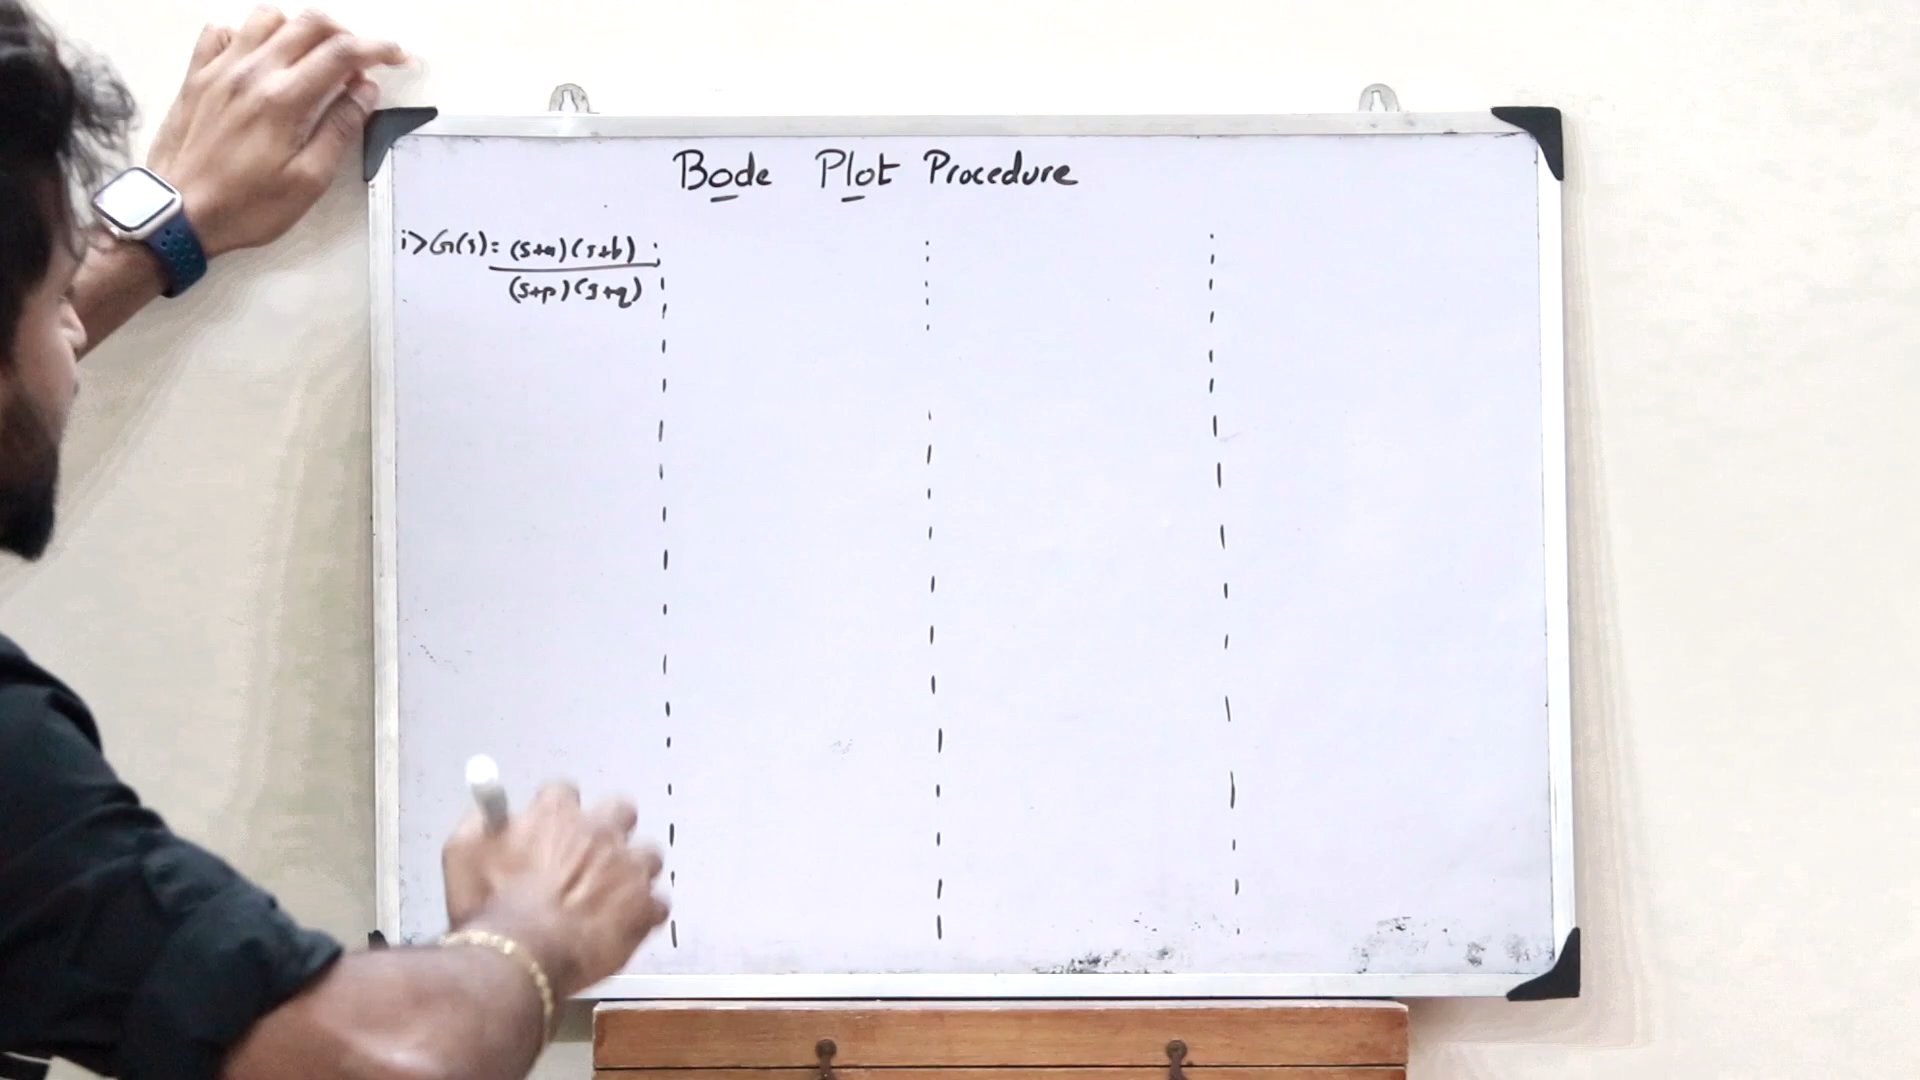 Bode Plot Procedure
i> G(s) = (s+a)(s+b)
(s+p)(s+q)